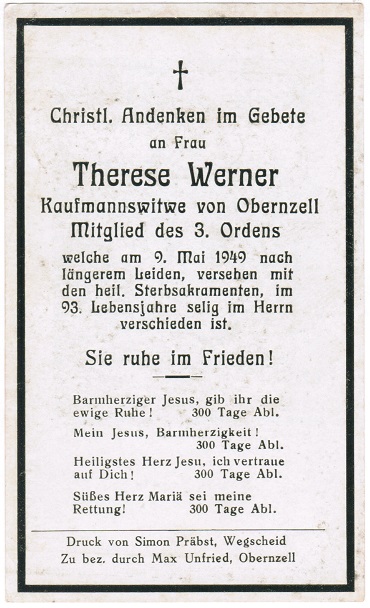 Christl. Andenken im Gebete
an Frau
Therese Werner
Kaufmannswitwe von Obernzell
Mitglied des 3. Ordens
welche am 9. Mai 1949 nach
längerem Leiden, versehen mit
den heil. Sterbsakramenten, im
93. Lebensjahre selig im Herrn
verschieden ist.
Sie ruhe im Frieden!
Barmherziger Jesus, gib ihr die
ewige Ruhe! 300 Tage Abl.
Mein Jesus, Barmherzigkeit!
300 Tage Abl.
Heiligstes Herz Jesu, ich vertraue
auf Dich! 300 Tage Abl.
Süßes Herz Mariä sei meine
Rettung! 300 Tage Abl.
Druck von Simon Präbst, Wegscheid
Zu bez. durch Max Unfried, Obernzell